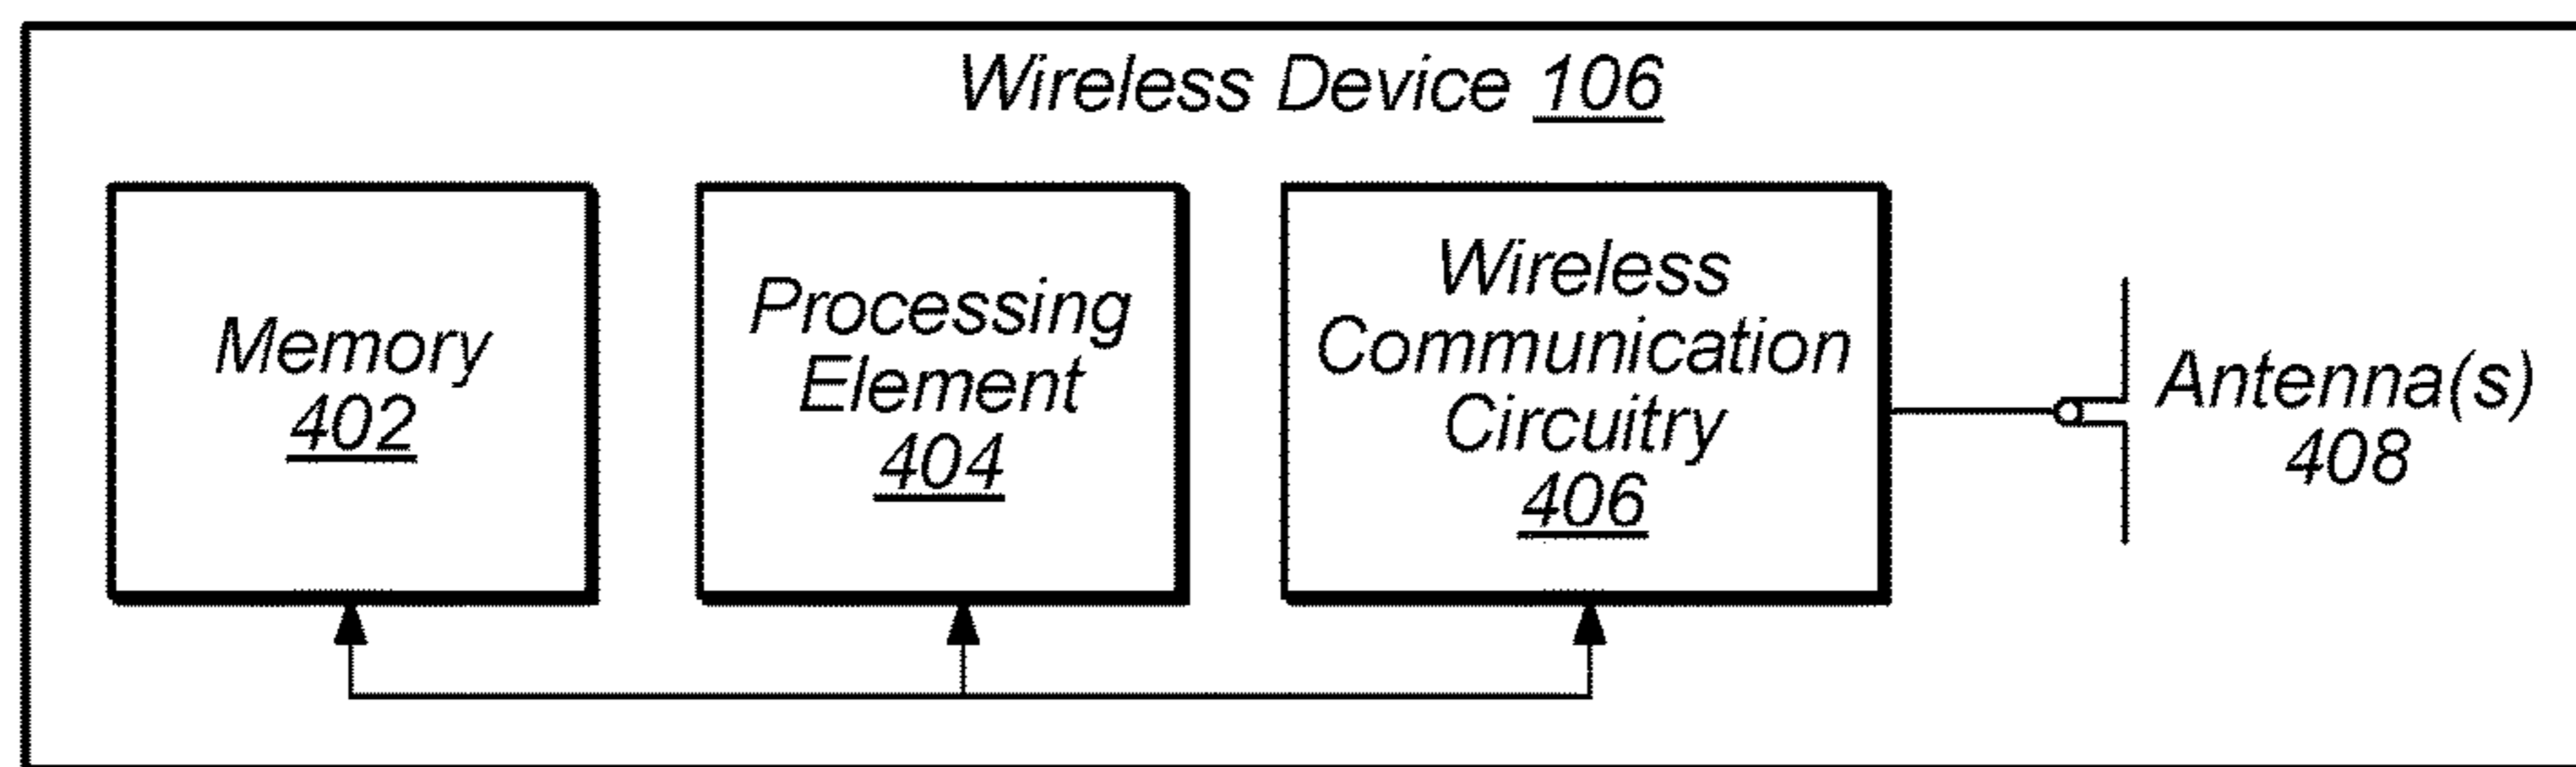 Wireless Device 106
Memory
402
Processing
Element
404
Wireless
Communication
Circuitry
406
Antenna(s)
408